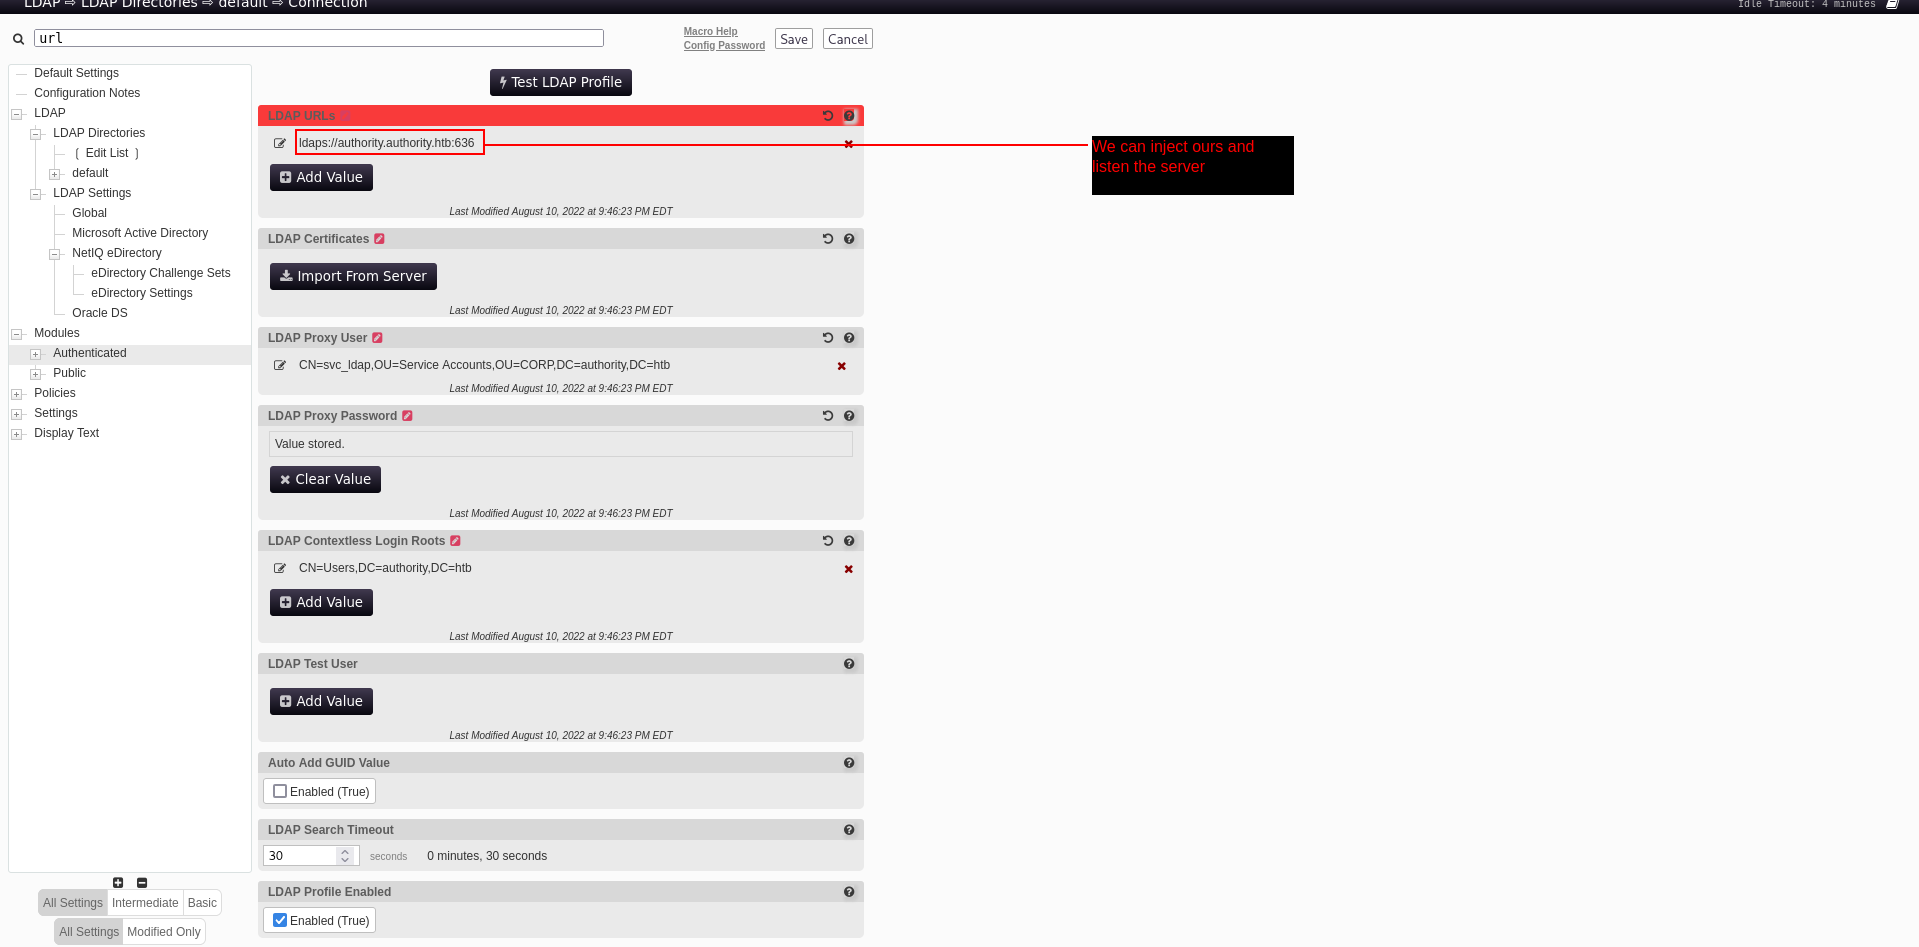 LDAP ⇨ LDAP Directories ⇨ default ⇨ Connection
Idle Timeout: 4 minutes
url
Macro Help
Config Password
Save
Cancel
Default Settings
Configuration Notes
LDAP
LDAP Directories
[ Edit List ]
default
LDAP Settings
Global
Microsoft Active Directory
NetIQ eDirectory
eDirectory Challenge Sets
eDirectory Settings
Oracle DS
Modules
Authenticated
Public
Policies
Settings
Display Text
All Settings
Intermediate
Basic
All Settings
Modified Only
Test LDAP Profile
LDAP URLs
ldaps://authority.authority.htb:636
Add Value
Last Modified August 10, 2022 at 9:46:23 PM EDT
We can inject ours and
listen the server
LDAP Certificates
Import From Server
Last Modified August 10, 2022 at 9:46:23 PM EDT
LDAP Proxy User
CN=svc_ldap,OU=Service Accounts,OU=CORP,DC=authority,DC=htb
Last Modified August 10, 2022 at 9:46:23 PM EDT
LDAP Proxy Password
Value stored.
Clear Value
Last Modified August 10, 2022 at 9:46:23 PM EDT
LDAP Contextless Login Roots
CN=Users,DC=authority,DC=htb
Add Value
Last Modified August 10, 2022 at 9:46:23 PM EDT
LDAP Test User
Add Value
Last Modified August 10, 2022 at 9:46:23 PM EDT
Auto Add GUID Value
Enabled (True)
LDAP Search Timeout
30
seconds
0 minutes, 30 seconds
LDAP Profile Enabled
Enabled (True)